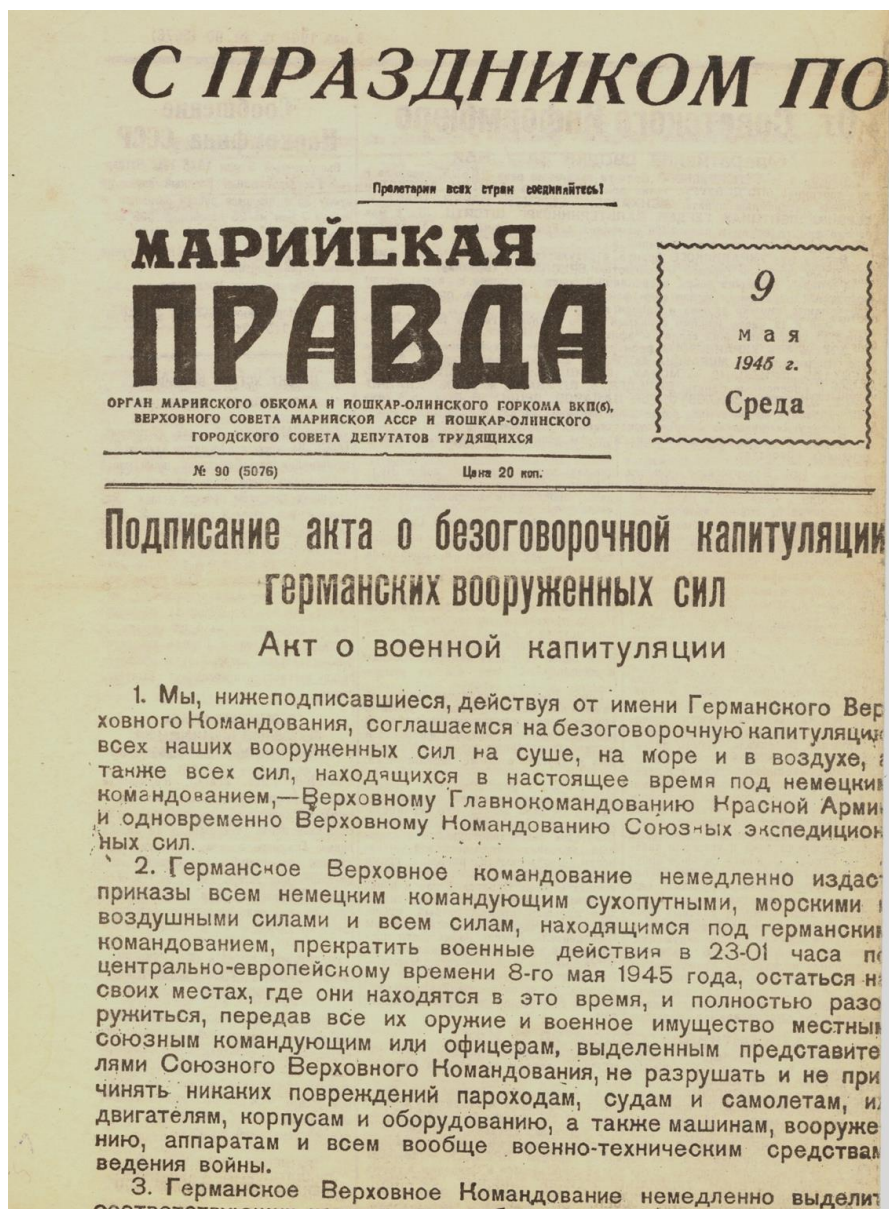 С ПРАЗДНИКОМ ПО
Пролетарии всех стран соединяйтесь!
МАРИЙСКАЯ
ПРАВДА
9
мая
1945 г.
Среда
ОРГАН МАРИЙСКОГО ОБКОМА И ЙОШКАР-ОЛИНСКОГО ГОРКОМА ВКП(б),
ВЕРХОВНОГО СОВЕТА МАРИЙСКОЙ АССР И ЙОШКАР-ОЛИНСКОГО
ГОРОДСКОГО СОВЕТА ДЕПУТАТОВ ТРУДЯЩИХСЯ
№ 90 (5076) Цена 20 коп.
Подписание акта о безоговорочной капитуляции
германских вооруженных сил
Акт о военной капитуляции
1. Мы, нижеподписавшиеся, действуя от имени Германского Вер
ховного Командования, соглашаемся на безоговорочную капитуляцию
всех наших вооруженных сил на суше, на море и в воздухе, а
также всех сил, находящихся в настоящее время под немецким
командованием,—Верховному Главнокомандованию Красной Арми
и одновременно Верховному Командованию Союзных экспедицион
ных сил.
2. Германское Верховное командование немедленно издаст
приказы всем немецким командующим сухопутными, морскими и
воздушными силами и всем силам, находящимся под германским
командованием, прекратить военные действия в 23-01 часа по
центрально-европейскому времени 8-го мая 1945 года, остаться на
своих местах, где они находятся в это время, и полностью разо
ружиться, передав все их оружие и военное имущество местным
союзным командующим или офицерам, выделенным представите
лями Союзного Верховного Командования, не разрушать и не при
чинять никаких повреждений пароходам, судам и самолетам, их
двигателям, корпусам и оборудованию, а также машинам, вооруже
нию, аппаратам и всем вообще военно-техническим средствам
ведения войны.
3. Германское Верховное Командование немедленно выделит